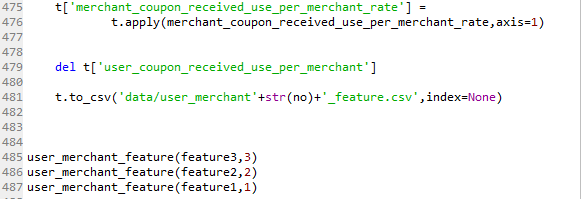 475 t['merchant_coupon_received_use_per_merchant_rate'] =
476 t.apply(merchant_coupon_received_use_per_merchant_rate,axis=1)
477
478
479 del t['user_coupon_received_use_per_merchant']
480
481 t.to_csv('data/user_merchant'+str(no)+'_feature.csv',index=None)
482
483
484
485 user_merchant_feature(feature3,3)
486 user_merchant_feature(feature2,2)
487 user_merchant_feature(feature1,1)